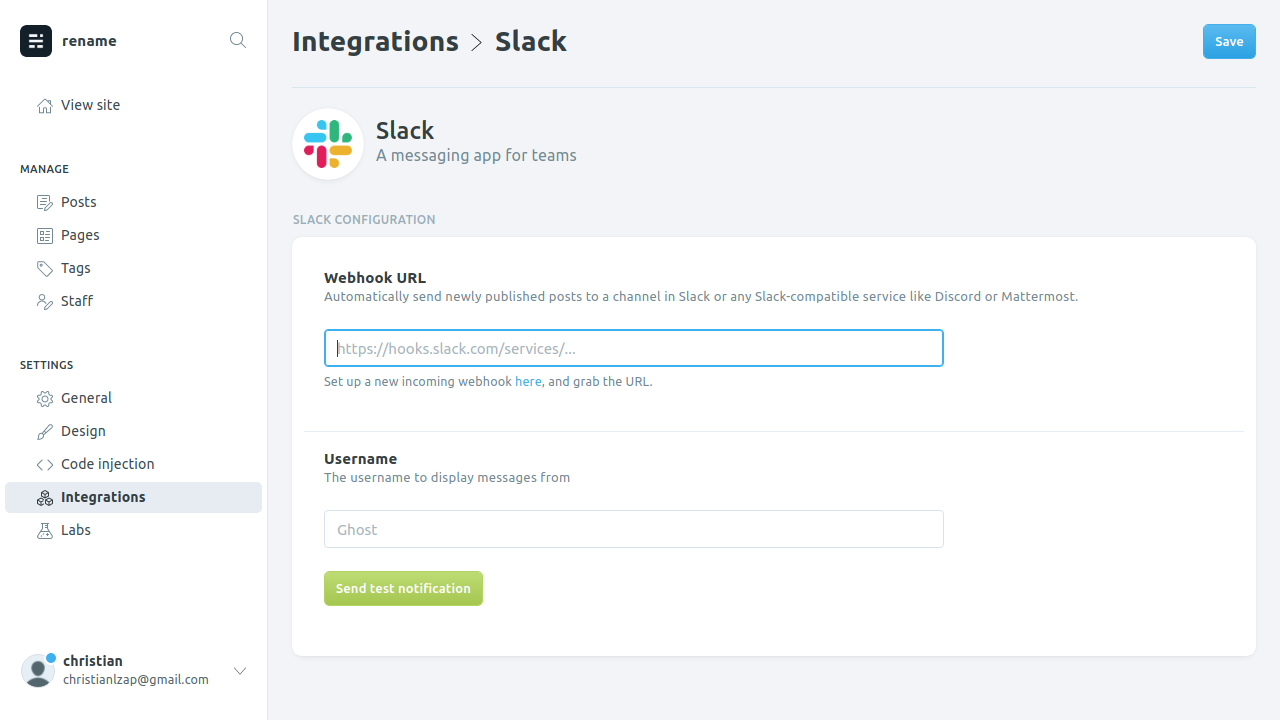 rename
View site
MANAGE
Posts
Pages
Tags
Staff
SETTINGS
General
Design
Code injection
Integrations
Labs
christian
christianlzap@gmail.com
Integrations > Slack
Save
Slack
A messaging app for teams
SLACK CONFIGURATION
Webhook URL
Automatically send newly published posts to a channel in Slack or any Slack-compatible service like Discord or Mattermost.
https://hooks.slack.com/services/...
Set up a new incoming webhook here, and grab the URL.
Username
The username to display messages from
Ghost
Send test notification